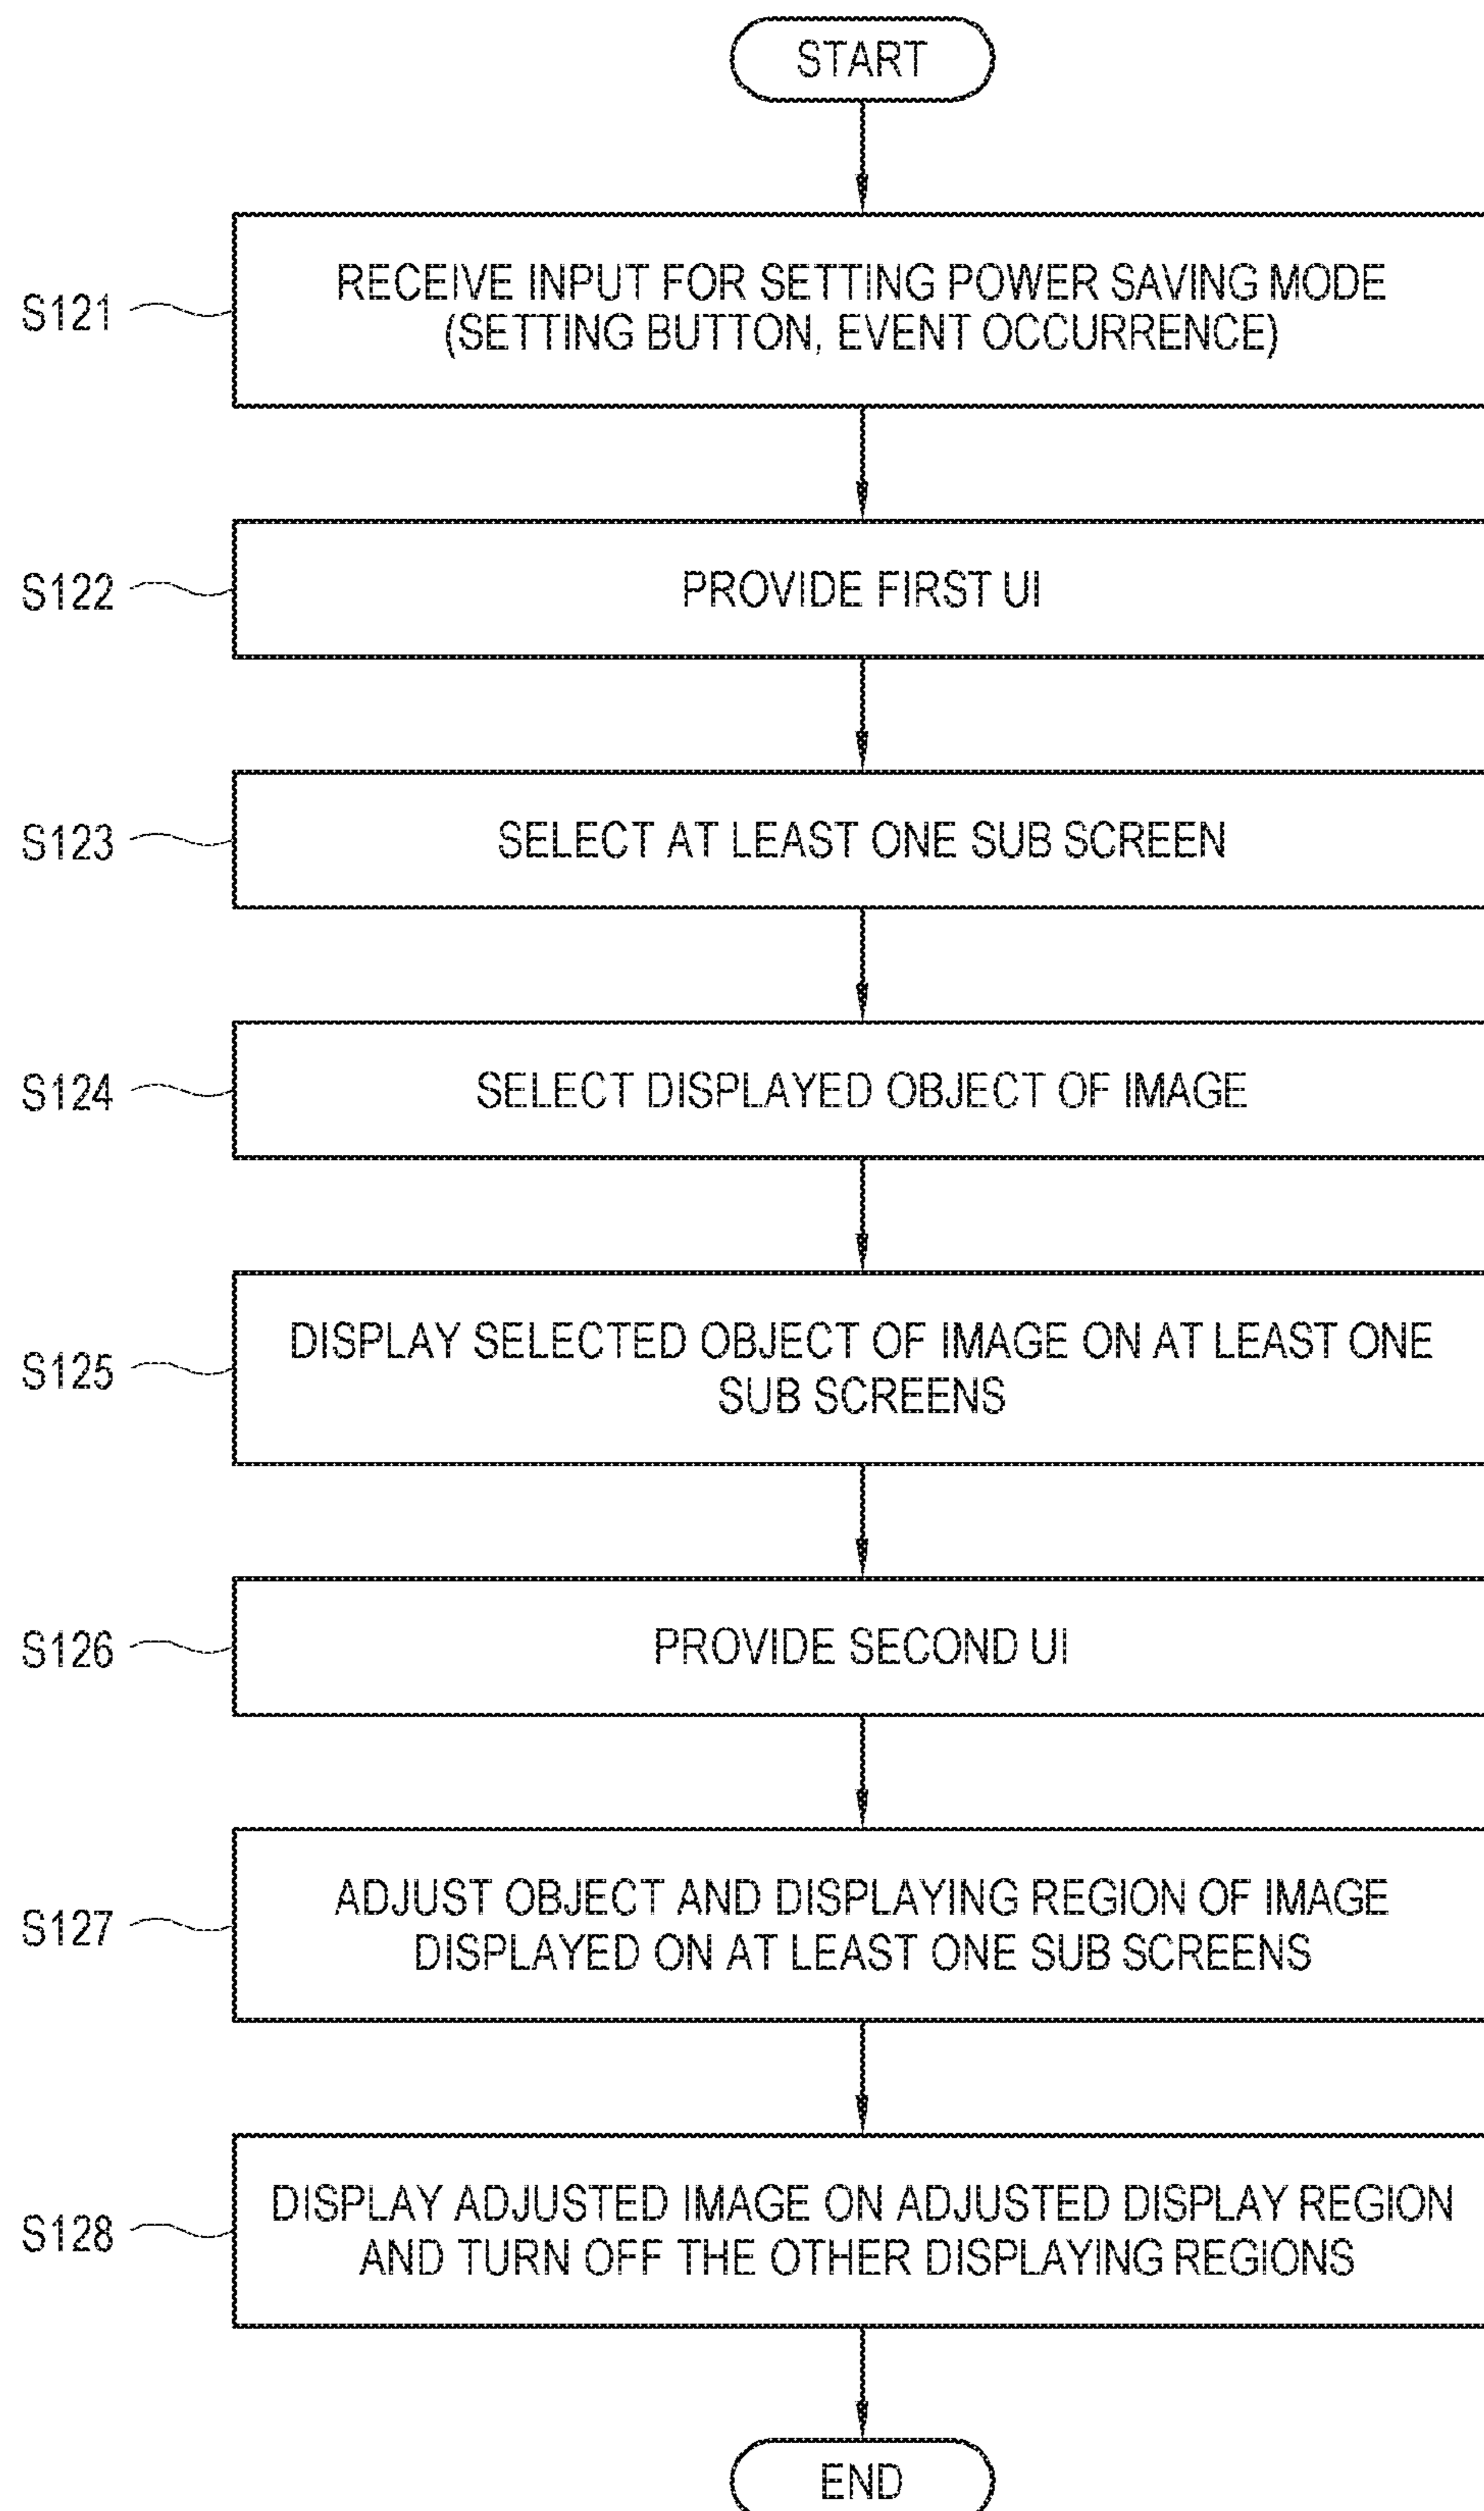 START
S121
RECEIVE INPUT FOR SETTING POWER SAVING MODE
(SETTING BUTTON, EVENT OCCURRENCE)
S122
PROVIDE FIRST UI
S123
SELECT AT LEAST ONE SUB SCREEN
S124
SELECT DISPLAYED OBJECT OF IMAGE
S125
DISPLAY SELECTED OBJECT OF IMAGE ON AT LEAST ONE
SUB SCREENS
S126
PROVIDE SECOND UI
S127
ADJUST OBJECT AND DISPLAYING REGION OF IMAGE
DISPLAYED ON AT LEAST ONE SUB SCREENS
S128
DISPLAY ADJUSTED IMAGE ON ADJUSTED DISPLAY REGION
AND TURN OFF THE OTHER DISPLAYING REGIONS
END